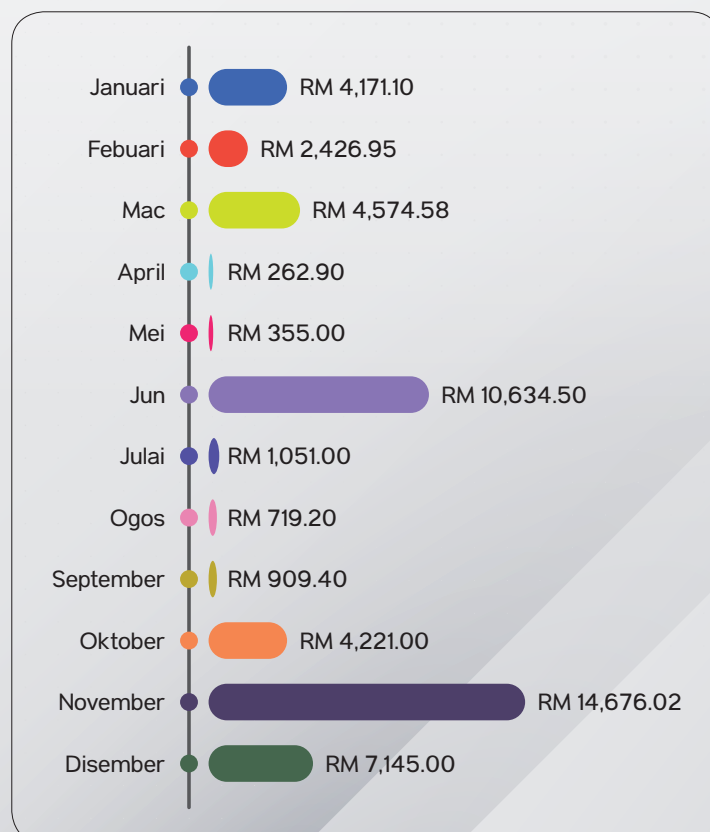 Januari RM 4,171.10
Febuari RM 2,426.95
Mac RM 4,574.58
April RM 262.90
Mei RM 355.00
Jun RM 10,634.50
Julai RM 1,051.00
Ogos RM 719.20
September RM 909.40
Oktober RM 4,221.00
November RM 14,676.02
Disember RM 7,145.00